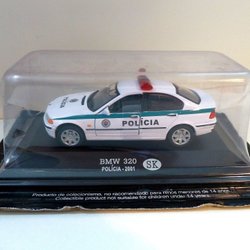 POLÍCIA
BMW 320
POLÍCIA - 2001
SK
Producto de coleccionismo, no recomendable para niños menores de 14 años.
Collectible product not suitable for children under 14 years.